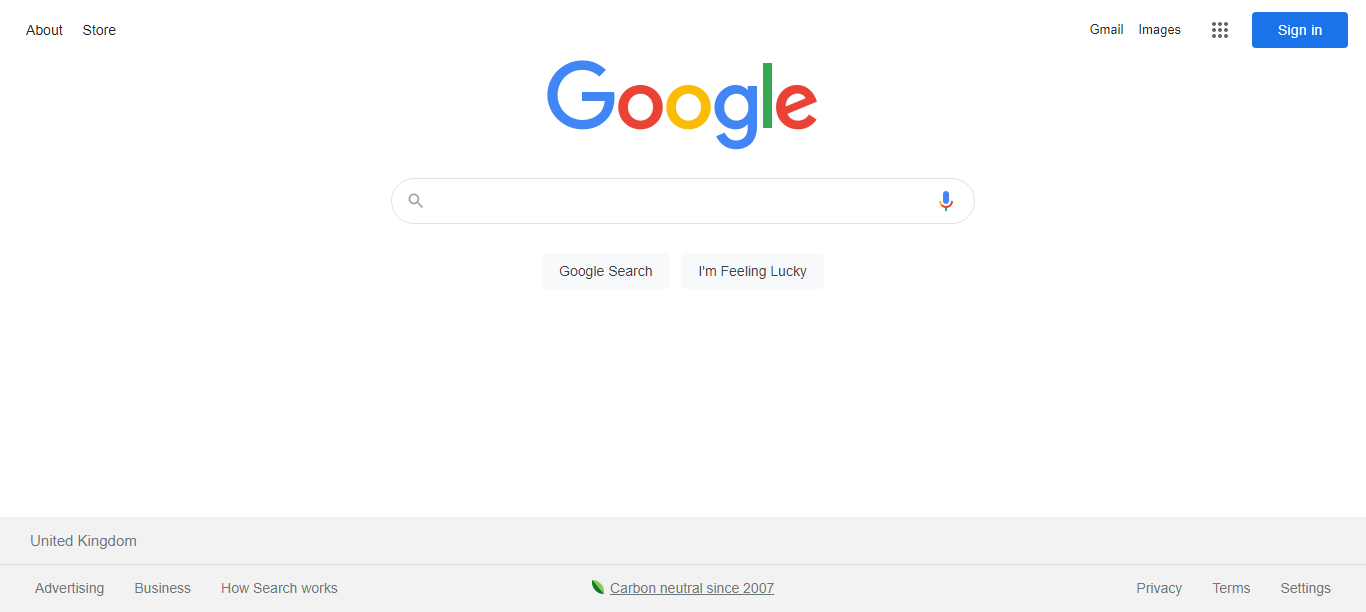 About Store Gmail Images Sign in
Google
Google Search I'm Feeling Lucky
United Kingdom
Advertising Business How Search works Carbon neutral since 2007 Privacy Terms Settings